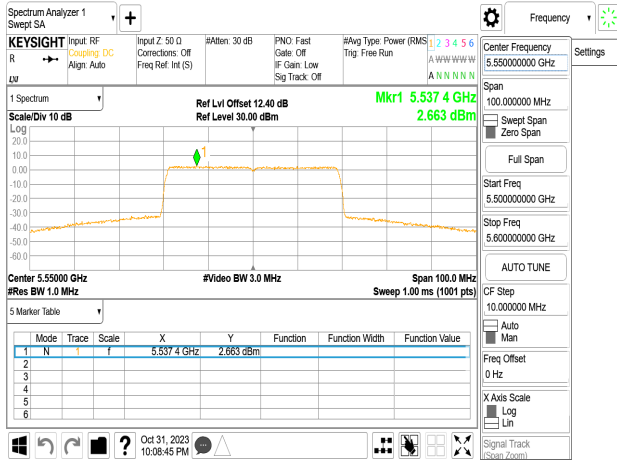 Spectrum Analyzer 1
Swept SA
+
Frequency
KEYSIGHT
R
Input: RF
Coupling: DC
Align: Auto
Input Z: 50 Ω
Corrections: Off
Freq Ref: Int (S)
#Atten: 30 dB
PNO: Fast
Gate: Off
IF Gain: Low
Sig Track: Off
#Avg Type: Power (RMS
Trig: Free Run
1 2 3 4 5 6
A W W W W W
A N N N N N
Center Frequency
5.550000000 GHz
Settings
Span
100.000000 MHz
Swept Span
Zero Span
Full Span
Start Freq
5.500000000 GHz
Stop Freq
5.600000000 GHz
AUTO TUNE
CF Step
10.000000 MHz
Auto
Man
Freq Offset
0 Hz
X Axis Scale
Log
Lin
Signal Track
(Span Zoom)
1 Spectrum
Scale/Div 10 dB
Ref Lvl Offset 12.40 dB
Ref Level 30.00 dBm
Mkr1 5.537 4 GHz
2.663 dBm
Log
20.0
10.0
0.00
-10.0
-20.0
-30.0
-40.0
-50.0
-60.0
1
Center 5.55000 GHz
#Video BW 3.0 MHz
Span 100.0 MHz
#Res BW 1.0 MHz
Sweep 1.00 ms (1001 pts)
5 Marker Table
Mode Trace Scale X Y Function Function Width Function Value
1 N 1 f 5.537 4 GHz 2.663 dBm
2
3
4
5
6
?
Oct 31, 2023
10:08:45 PM